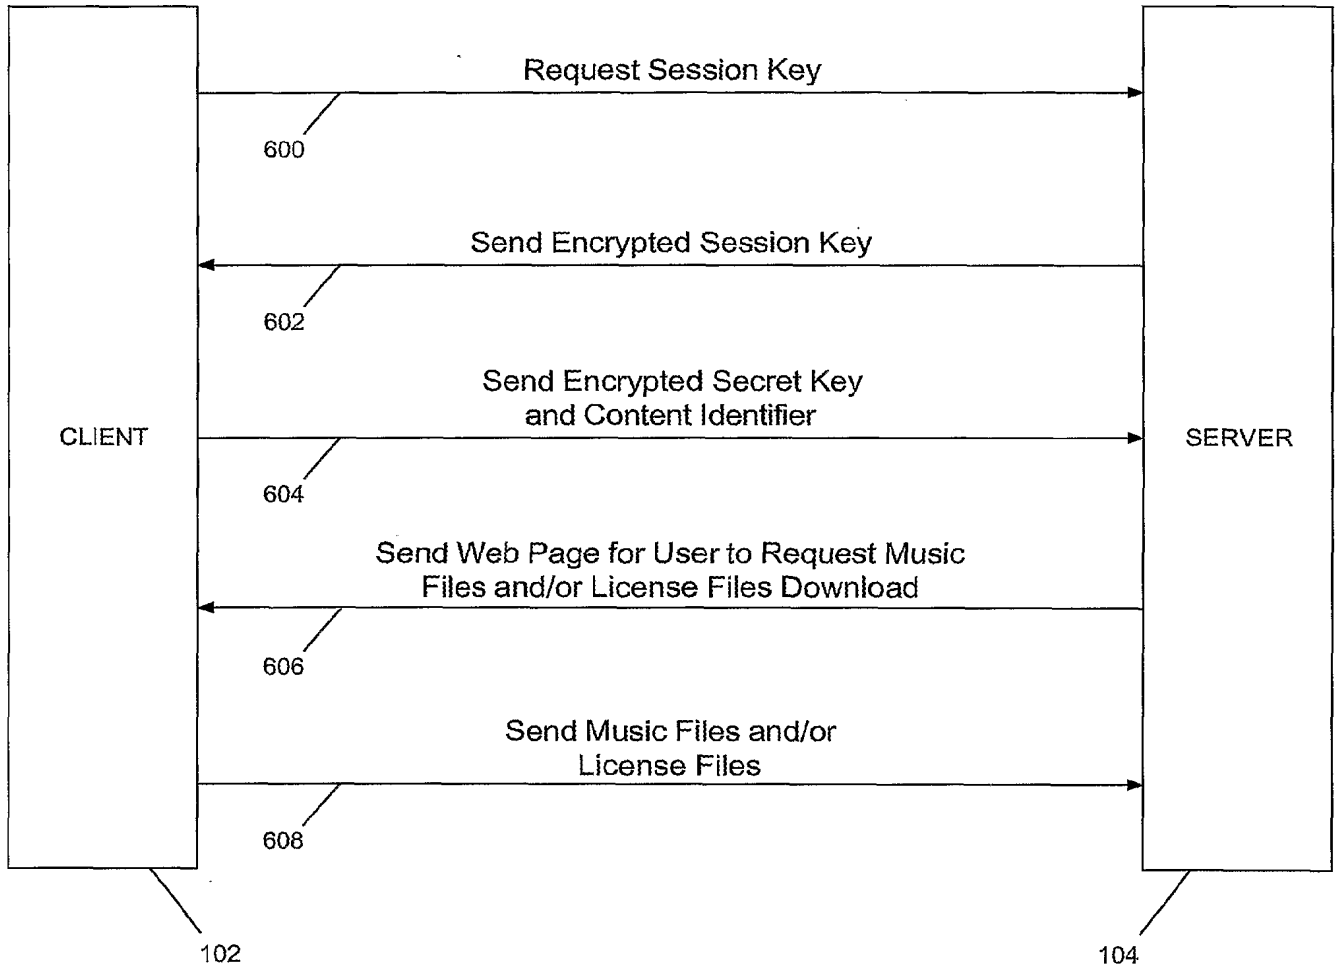 Request Session Key
600
Send Encrypted Session Key
602
Send Encrypted Secret Key
and Content Identifier
CLIENT
SERVER
604
Send Web Page for User to Request Music
Files and/or License Files Download
606
Send Music Files and/or
License Files
608
102
104